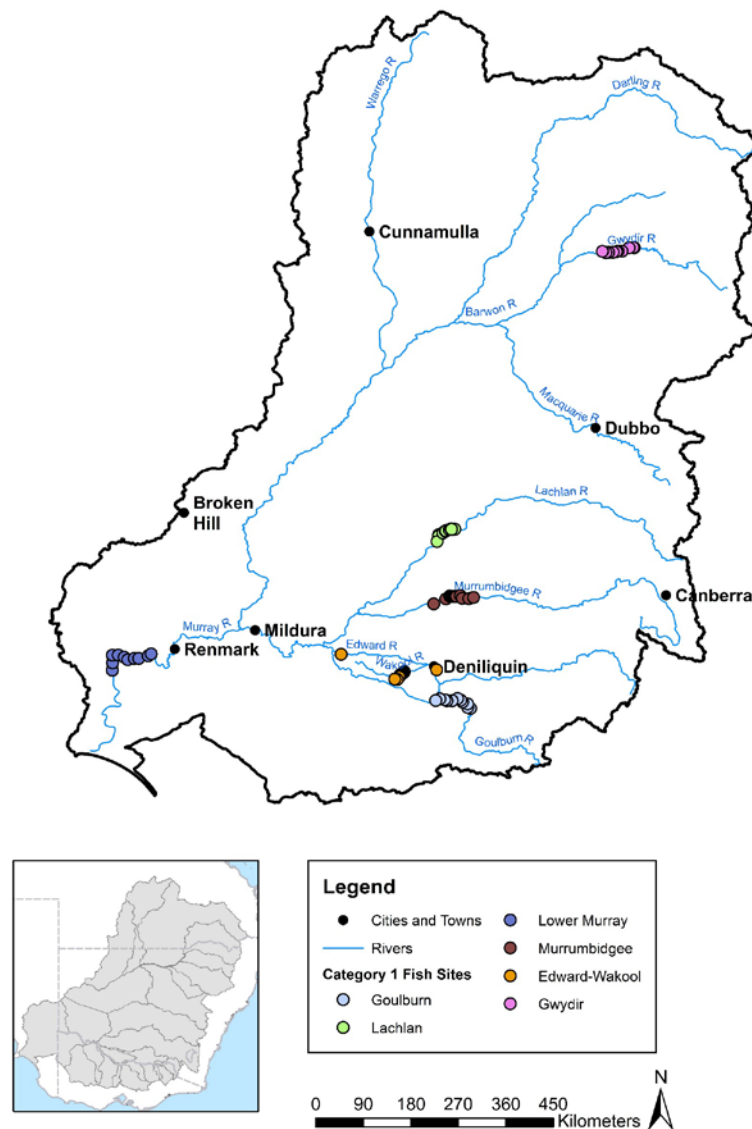 Warrego R
Darling R
Cunnamulla
Gwydir R
Barwon R
Macquarie R
Dubbo
Lachlan R
Broken
Hill
Murrumbidgee R
Canberra
Murray R
Mildura
Renmark
Edward R
Wakool R
Deniliquin
Goulburn R
Legend
Cities and Towns
Rivers
Category 1 Fish Sites
Goulburn
Lachlan
Lower Murray
Murrumbidgee
Edward-Wakool
Gwydir
N
0 90 180 270 360 450
Kilometers